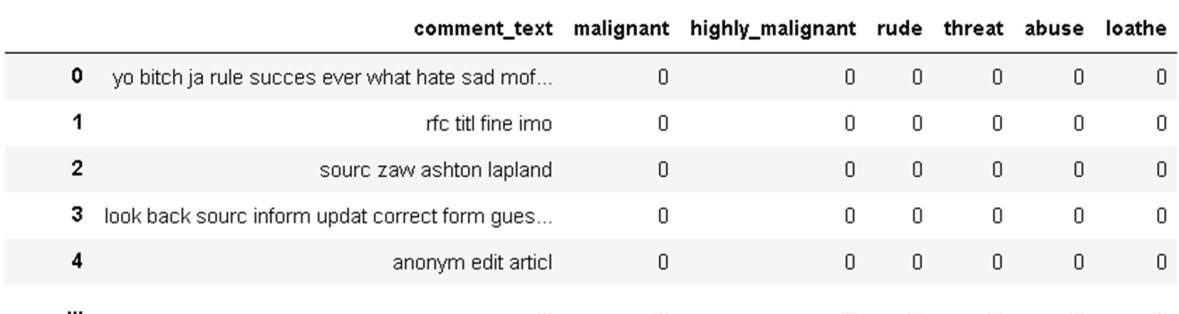 comment_text malignant highly_malignant rude threat abuse loathe
0 yo bitch ja rule succes ever what hate sad mof... 0 0 0 0 0 0
1 rfc titl fine imo 0 0 0 0 0 0
2 sourc zaw ashton lapland 0 0 0 0 0 0
3 look back sourc inform updat correct form gues... 0 0 0 0 0 0
4 anonym edit articl 0 0 0 0 0 0
...